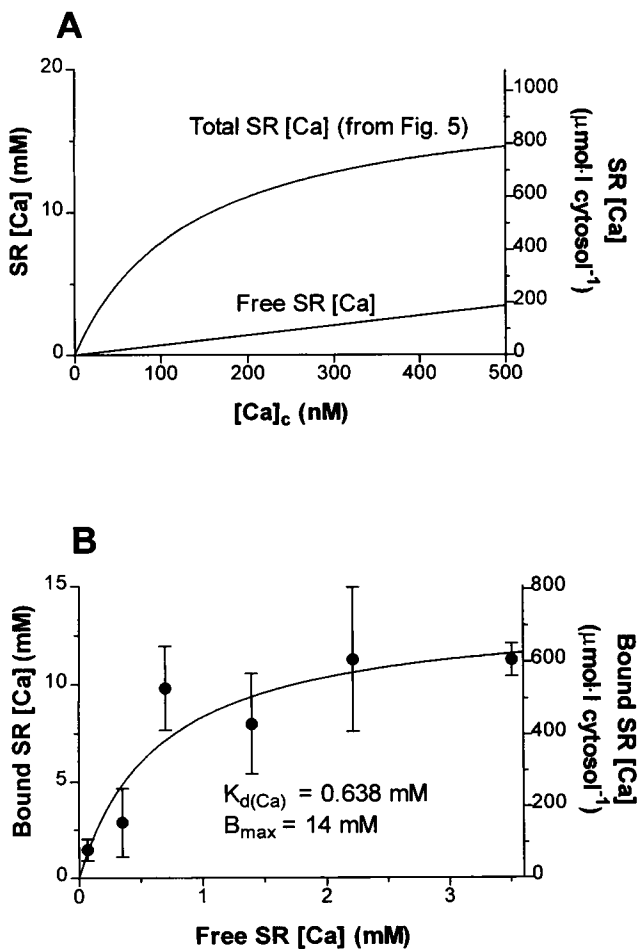 A
SR [Ca] (mM)
20
10
0
Total SR [Ca] (from Fig. 5)
Free SR [Ca]
1000
800
600
400
200
0
SR [Ca]
(μmol·l cytosol⁻¹)
0 100 200 300 400 500
[Ca]c (nM)
B
Bound SR [Ca] (mM)
15
10
5
0
Kd(Ca) = 0.638 mM
Bmax = 14 mM
800
600
400
200
0
Bound SR [Ca]
(μmol·l cytosol⁻¹)
0 1 2 3
Free SR [Ca] (mM)